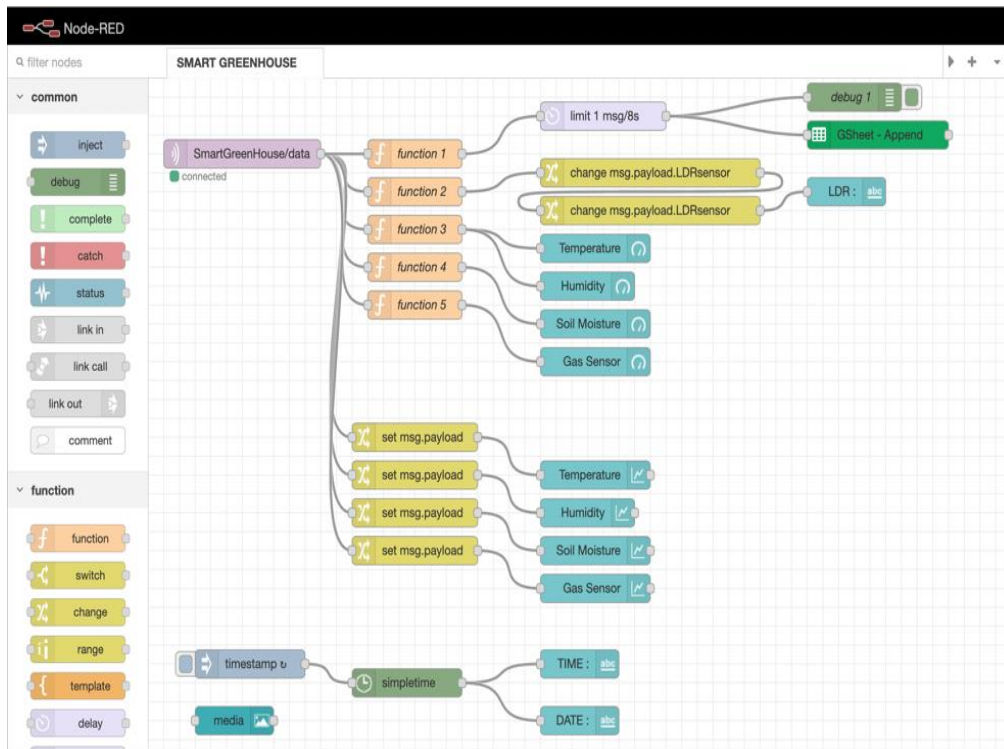 Node-RED
filter nodes
SMART GREENHOUSE
common
inject
debug
complete
catch
status
link in
link call
link out
comment
function
function
switch
change
range
template
delay
SmartGreenHouse/data
connected
function 1
function 2
function 3
function 4
function 5
limit 1 msg/8s
debug 1
GSheet - Append
change msg.payload.LDRsensor
change msg.payload.LDRsensor
LDR : abc
Temperature
Humidity
Soil Moisture
Gas Sensor
set msg.payload
set msg.payload
set msg.payload
set msg.payload
Temperature
Humidity
Soil Moisture
Gas Sensor
timestamp ↻
simpletime
TIME : abc
DATE : abc
media